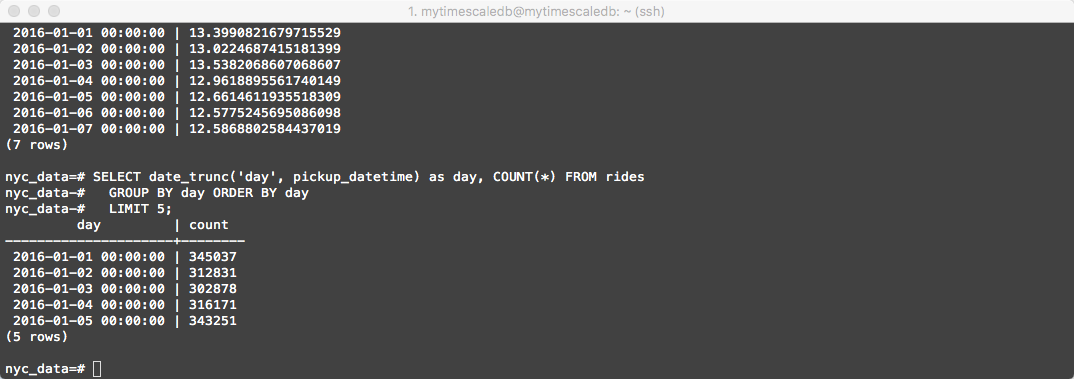 1. mytimescaledb@mytimescaledb: ~ (ssh)
2016-01-01 00:00:00 | 13.3990821679715529
2016-01-02 00:00:00 | 13.0224687415181399
2016-01-03 00:00:00 | 13.5382068607068607
2016-01-04 00:00:00 | 12.9618895561740149
2016-01-05 00:00:00 | 12.6614611935518309
2016-01-06 00:00:00 | 12.5775245695086098
2016-01-07 00:00:00 | 12.5868802584437019
(7 rows)
nyc_data=# SELECT date_trunc('day', pickup_datetime) as day, COUNT(*) FROM rides
nyc_data-#   GROUP BY day ORDER BY day
nyc_data-#   LIMIT 5;
         day         | count
---------------------+--------
2016-01-01 00:00:00 | 345037
2016-01-02 00:00:00 | 312831
2016-01-03 00:00:00 | 302878
2016-01-04 00:00:00 | 316171
2016-01-05 00:00:00 | 343251
(5 rows)
nyc_data=#